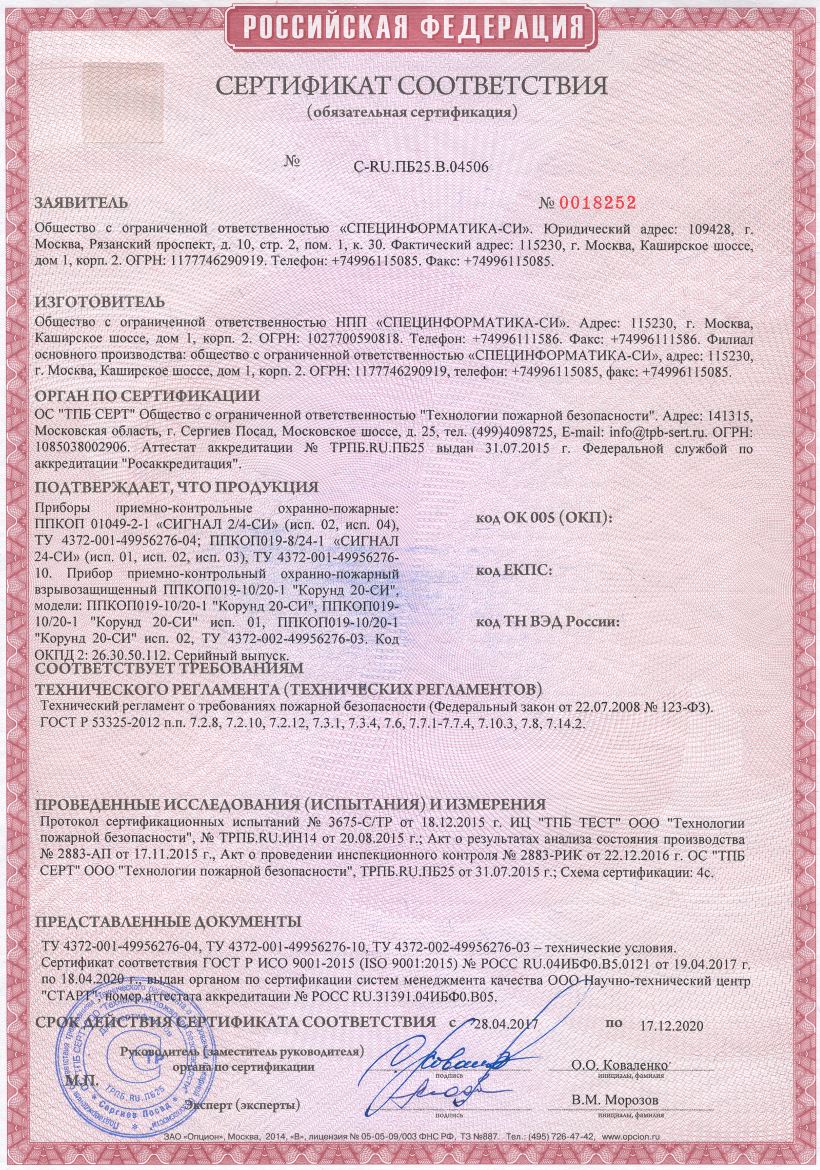 РОССИЙСКАЯ ФЕДЕРАЦИЯ
СЕРТИФИКАТ СООТВЕТСТВИЯ
(обязательная сертификация)
№ C-RU.ПБ25.В.04506
ЗАЯВИТЕЛЬ
№ 0018252
Общество с ограниченной ответственностью «СПЕЦИНФОРМАТИКА-СИ». Юридический адрес: 109428, г.
Москва, Рязанский проспект, д. 10, стр. 2, пом. 1, к. 30. Фактический адрес: 115230, г. Москва, Каширское шоссе,
дом 1, корп. 2. ОГРН: 1177746290919. Телефон: +74996115085. Факс: +74996115085.
ИЗГОТОВИТЕЛЬ
Общество с ограниченной ответственностью НПП «СПЕЦИНФОРМАТИКА-СИ». Адрес: 115230, г. Москва,
Каширское шоссе, дом 1, корп. 2. ОГРН: 1027700590818. Телефон: +74996111586. Факс: +74996111586. Филиал
основного производства: общество с ограниченной ответственностью «СПЕЦИНФОРМАТИКА-СИ», адрес: 115230,
г. Москва, Каширское шоссе, дом 1, корп. 2. ОГРН: 1177746290919, телефон: +74996115085, факс: +74996115085.
ОРГАН ПО СЕРТИФИКАЦИИ
ОС "ТПБ СЕРТ" Общество с ограниченной ответственностью "Технологии пожарной безопасности". Адрес: 141315,
Московская область, г. Сергиев Посад, Московское шоссе, д. 25, тел. (499)4098725, E-mail: info@tpb-sert.ru. ОГРН:
1085038002906. Аттестат аккредитации № ТРПБ.RU.ПБ25 выдан 31.07.2015 г. Федеральной службой по
аккредитации "Росаккредитация".
ПОДТВЕРЖДАЕТ, ЧТО ПРОДУКЦИЯ
Приборы приемно-контрольные охранно-пожарные:
ППКОП 01049-2-1 «СИГНАЛ 2/4-СИ» (исп. 02, исп. 04),
ТУ 4372-001-49956276-04; ППКОП019-8/24-1 «СИГНАЛ
24-СИ» (исп. 01, исп. 02, исп. 03), ТУ 4372-001-49956276-
10. Прибор приемно-контрольный охранно-пожарный
взрывозащищенный ППКОП019-10/20-1 "Корунд 20-СИ",
модели: ППКОП019-10/20-1 "Корунд 20-СИ", ППКОП019-
10/20-1 "Корунд 20-СИ" исп. 01, ППКОП019-10/20-1
"Корунд 20-СИ" исп. 02, ТУ 4372-002-49956276-03. Код
ОКПД 2: 26.30.50.112. Серийный выпуск.
код ОК 005 (ОКП):
код ЕКПС:
код ТН ВЭД России:
СООТВЕТСТВУЕТ ТРЕБОВАНИЯМ
ТЕХНИЧЕСКОГО РЕГЛАМЕНТА (ТЕХНИЧЕСКИХ РЕГЛАМЕНТОВ)
Технический регламент о требованиях пожарной безопасности (Федеральный закон от 22.07.2008 № 123-ФЗ).
ГОСТ Р 53325-2012 п.п. 7.2.8, 7.2.10, 7.2.12, 7.3.1, 7.3.4, 7.6, 7.7.1-7.7.4, 7.10.3, 7.8, 7.14.2.
ПРОВЕДЕННЫЕ ИССЛЕДОВАНИЯ (ИСПЫТАНИЯ) И ИЗМЕРЕНИЯ
Протокол сертификационных испытаний № 3675-С/ТР от 18.12.2015 г. ИЦ "ТПБ ТЕСТ" ООО "Технологии
пожарной безопасности", № ТРПБ.RU.ИН14 от 20.08.2015 г.; Акт о результатах анализа состояния производства
№ 2883-АП от 17.11.2015 г., Акт о проведении инспекционного контроля № 2883-РИК от 22.12.2016 г. ОС "ТПБ
СЕРТ" ООО "Технологии пожарной безопасности", ТРПБ.RU.ПБ25 от 31.07.2015 г.; Схема сертификации: 4с.
ПРЕДСТАВЛЕННЫЕ ДОКУМЕНТЫ
ТУ 4372-001-49956276-04, ТУ 4372-001-49956276-10, ТУ 4372-002-49956276-03 – технические условия.
Сертификат соответствия ГОСТ Р ИСО 9001-2015 (ISO 9001:2015) № РОСС RU.04ИБФ0.В5.0121 от 19.04.2017 г.
по 18.04.2020 г., выдан органом по сертификации систем менеджмента качества ООО Научно-технический центр
"СТАРТ", номер аттестата аккредитации № РОСС RU.31391.04ИБФ0.В05.
СРОК ДЕЙСТВИЯ СЕРТИФИКАТА СООТВЕТСТВИЯ с 28.04.2017 по 17.12.2020
Руководитель (заместитель руководителя)
органа по сертификации
О.О. Коваленко
подпись
инициалы, фамилия
М.П.
ТР
ТРПБ.RU.ПБ25
Сергиев Посад
Эксперт (эксперты)
В.М. Морозов
подпись
инициалы, фамилия
ЗАО «Опцион», Москва, 2014, «В», лицензия № 05-05-09/003 ФНС РФ, ТЗ №887. Тел.: (495) 726-47-42, www.opcion.ru